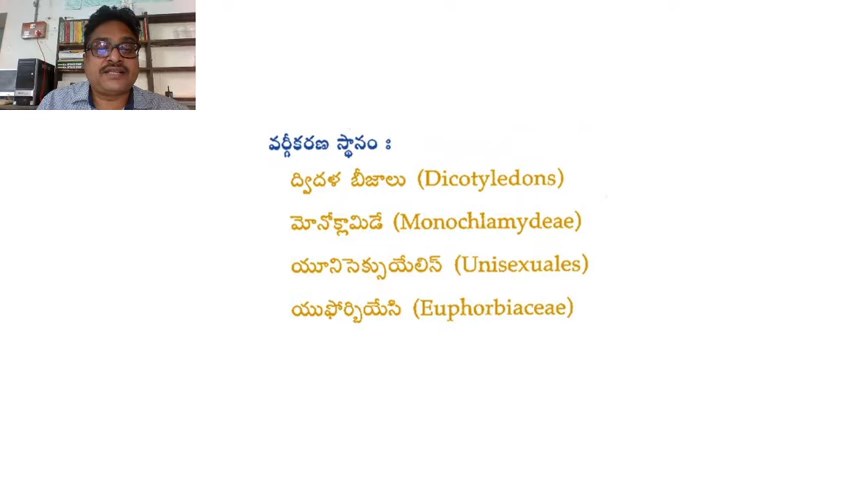 వర్గీకరణ స్థానం :
ద్విదళ బీజాలు (Dicotyledons)
మోనోక్లామిడే (Monochlamydeae)
యూనిసెక్సుయేలిస్ (Unisexuales)
యుఫోర్బియేసి (Euphorbiaceae)